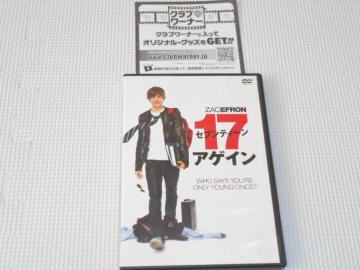 クラブワーナー
クラブワーナーに入って
オリジナル・グッズをGET!!
www.clubwarner.jp
DVD
ZAC EFRON
17
セブンティーン
アゲイン
WHO SAYS YOU'RE
ONLY YOUNG ONCE?